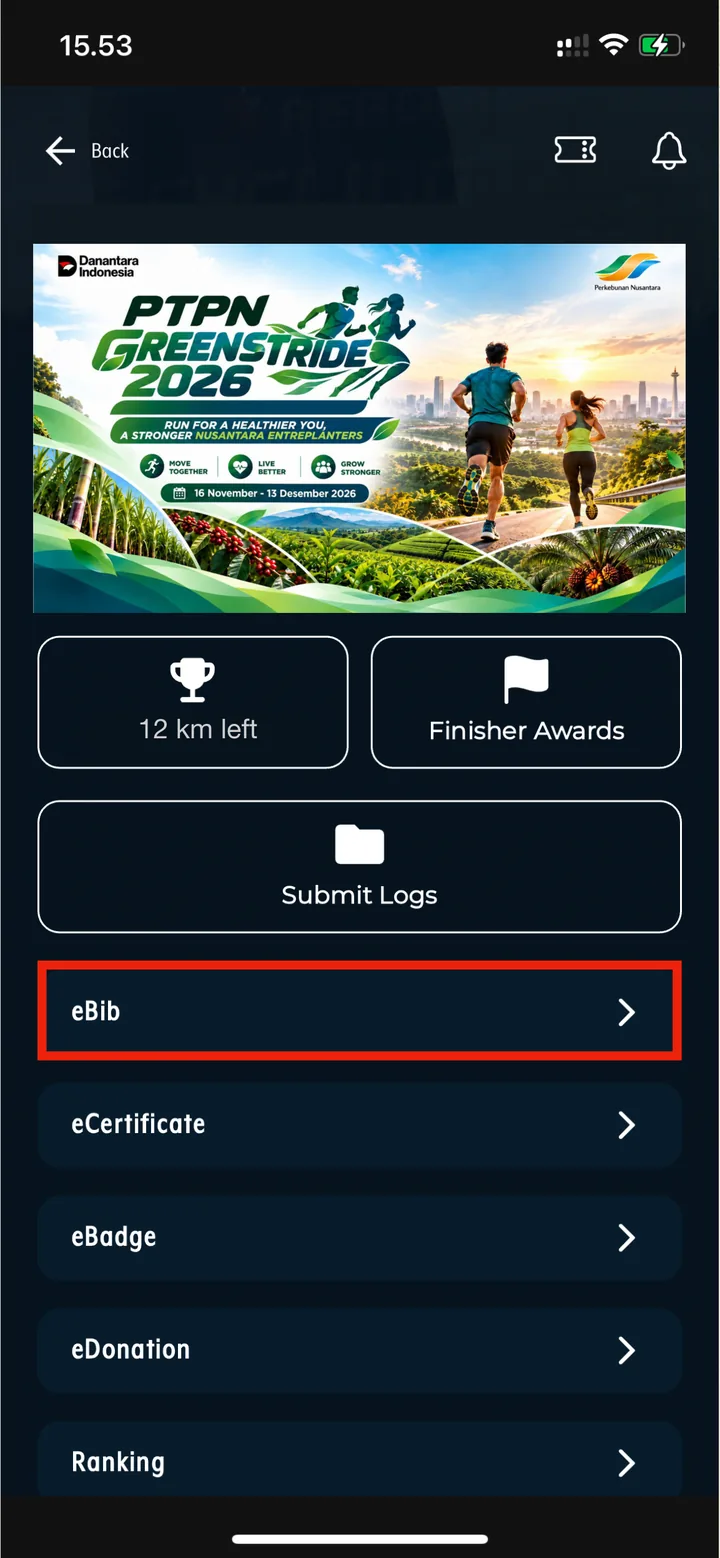 15.53
Back
Danantara
Indonesia
Perkebunan Nusantara
PTPN
GREENSTRIDE
2026
RUN FOR A HEALTHIER YOU,
A STRONGER NUSANTARA ENTREPLANTERS
MOVE
TOGETHER
LIVE
BETTER
GROW
STRONGER
16 November - 13 Desember 2026
12 km left
Finisher Awards
Submit Logs
eBib
eCertificate
eBadge
eDonation
Ranking